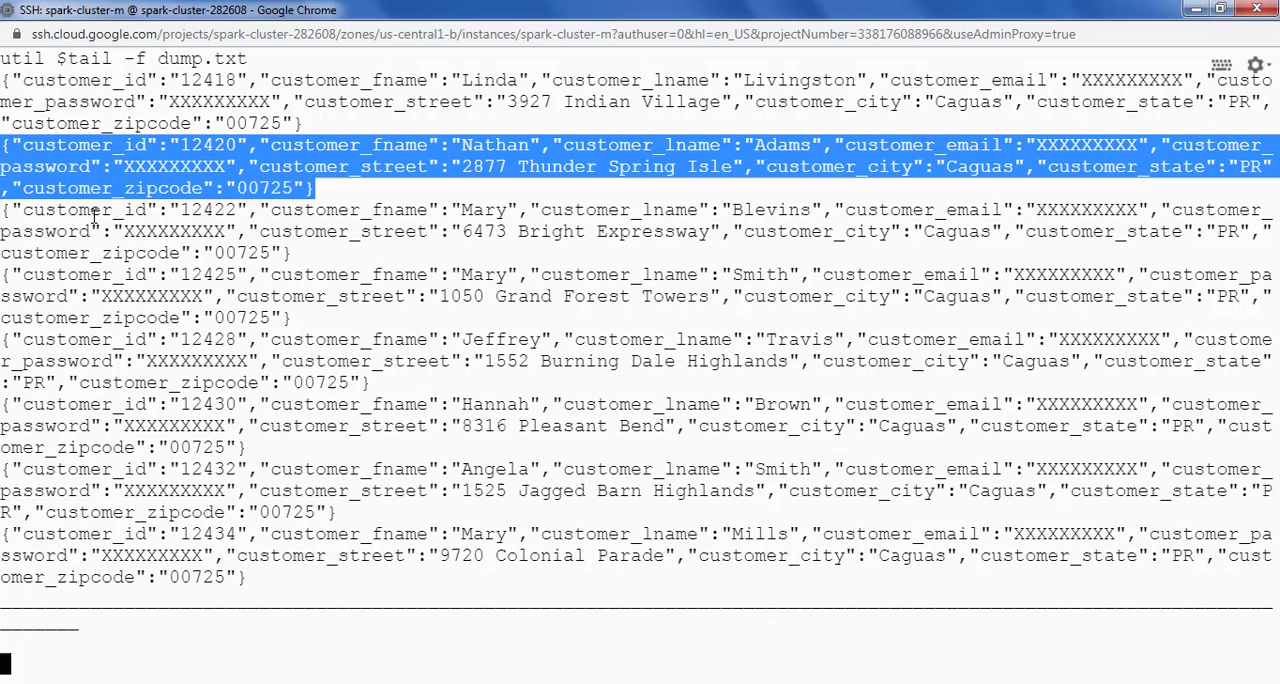 SSH: spark-cluster-m @ spark-cluster-282608 - Google Chrome
ssh.cloud.google.com/projects/spark-cluster-282608/zones/us-central1-b/instances/spark-cluster-m?authuser=0&hl=en_US&projectNumber=338176088966&useAdminProxy=true
util $tail -f dump.txt
{"customer_id":"12418","customer_fname":"Linda","customer_lname":"Livingston","customer_email":"XXXXXXXXX","custo
mer_password":"XXXXXXXXX","customer_street":"3927 Indian Village","customer_city":"Caguas","customer_state":"PR",
"customer_zipcode":"00725"}
{"customer_id":"12420","customer_fname":"Nathan","customer_lname":"Adams","customer_email":"XXXXXXXXX","customer_
password":"XXXXXXXXX","customer_street":"2877 Thunder Spring Isle","customer_city":"Caguas","customer_state":"PR"
,"customer_zipcode":"00725"}
{"customer_id":"12422","customer_fname":"Mary","customer_lname":"Blevins","customer_email":"XXXXXXXXX","customer_
password":"XXXXXXXXX","customer_street":"6473 Bright Expressway","customer_city":"Caguas","customer_state":"PR","
customer_zipcode":"00725"}
{"customer_id":"12425","customer_fname":"Mary","customer_lname":"Smith","customer_email":"XXXXXXXXX","customer_pa
ssword":"XXXXXXXXX","customer_street":"1050 Grand Forest Towers","customer_city":"Caguas","customer_state":"PR","
customer_zipcode":"00725"}
{"customer_id":"12428","customer_fname":"Jeffrey","customer_lname":"Travis","customer_email":"XXXXXXXXX","custome
r_password":"XXXXXXXXX","customer_street":"1552 Burning Dale Highlands","customer_city":"Caguas","customer_state"
:"PR","customer_zipcode":"00725"}
{"customer_id":"12430","customer_fname":"Hannah","customer_lname":"Brown","customer_email":"XXXXXXXXX","customer_
password":"XXXXXXXXX","customer_street":"8316 Pleasant Bend","customer_city":"Caguas","customer_state":"PR","cust
omer_zipcode":"00725"}
{"customer_id":"12432","customer_fname":"Angela","customer_lname":"Smith","customer_email":"XXXXXXXXX","customer_
password":"XXXXXXXXX","customer_street":"1525 Jagged Barn Highlands","customer_city":"Caguas","customer_state":"P
R","customer_zipcode":"00725"}
{"customer_id":"12434","customer_fname":"Mary","customer_lname":"Mills","customer_email":"XXXXXXXXX","customer_pa
ssword":"XXXXXXXXX","customer_street":"9720 Colonial Parade","customer_city":"Caguas","customer_state":"PR","cust
omer_zipcode":"00725"}